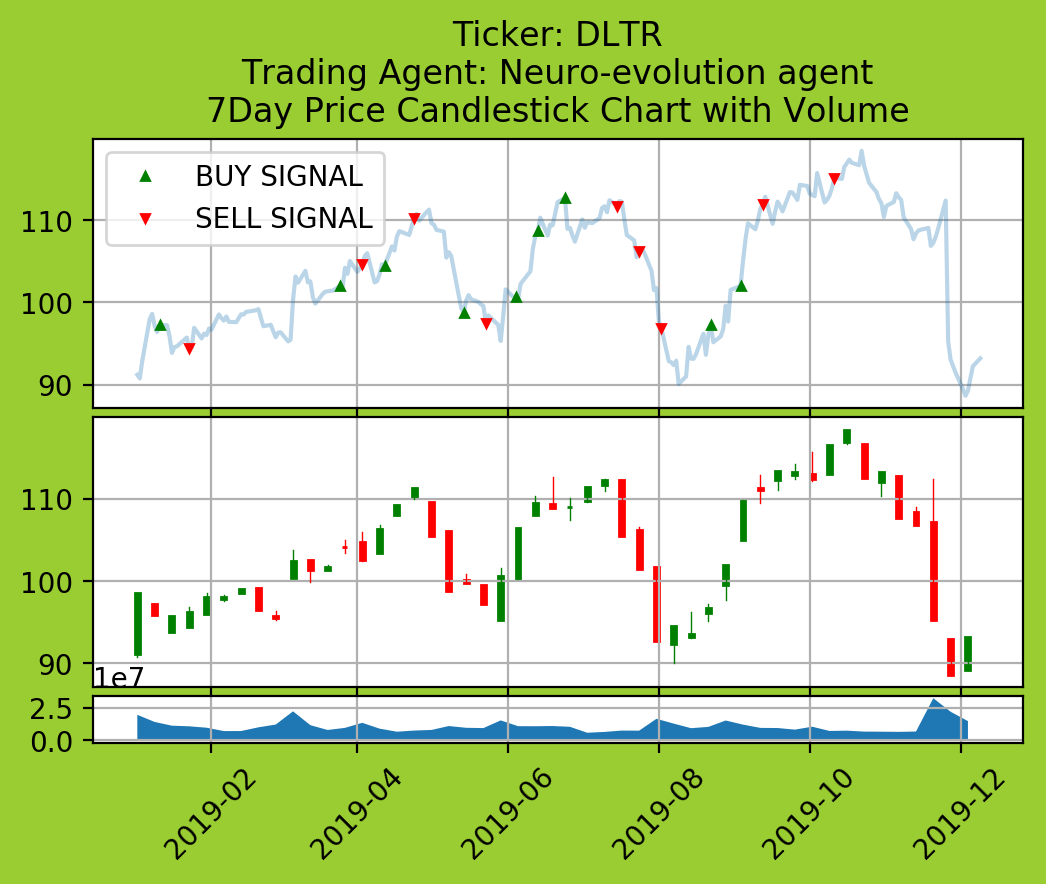 Ticker: DLTR
Trading Agent: Neuro-evolution agent
7Day Price Candlestick Chart with Volume
BUY SIGNAL
SELL SIGNAL
110
100
90
110
100
90
1e7
2.5
0.0
2019-02
2019-04
2019-06
2019-08
2019-10
2019-12